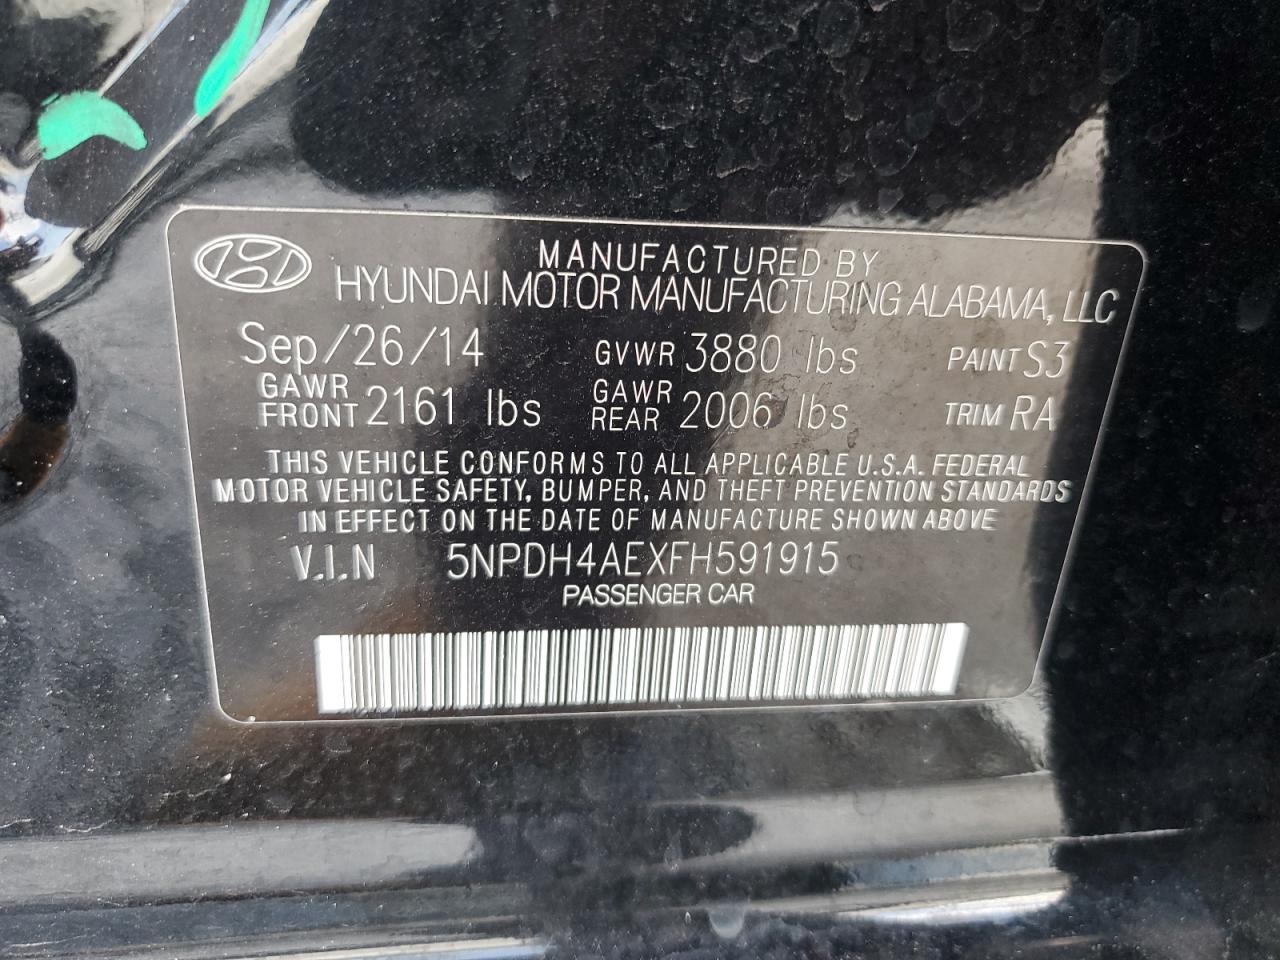 MANUFACTURED BY
HYUNDAI MOTOR MANUFACTURING ALABAMA, LLC
Sep/26/14 GVWR 3880 lbs PAINT S3
GAWR FRONT 2161 lbs GAWR REAR 2006 lbs TRIM RA
THIS VEHICLE CONFORMS TO ALL APPLICABLE U.S.A. FEDERAL
MOTOR VEHICLE SAFETY, BUMPER, AND THEFT PREVENTION STANDARDS
IN EFFECT ON THE DATE OF MANUFACTURE SHOWN ABOVE
V.I.N 5NPDH4AEXFH591915
PASSENGER CAR